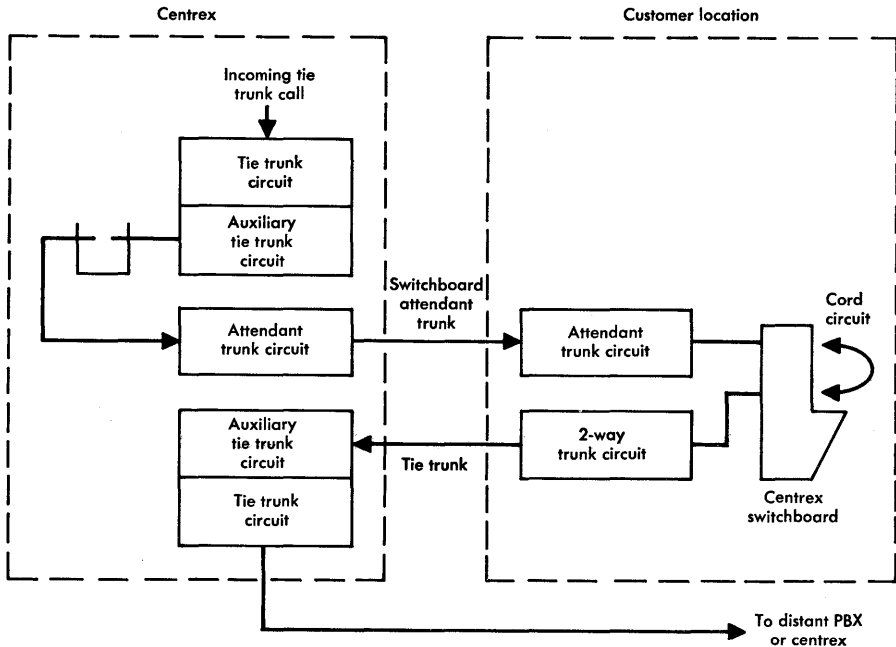 Centrex
Customer location
Incoming tie
trunk call
Tie trunk
circuit
Auxiliary
tie trunk
circuit
Switchboard
attendant
trunk
Attendant
trunk circuit
Attendant
trunk circuit
Cord
circuit
Auxiliary
tie trunk
circuit
Tie trunk
circuit
Tie trunk
2-way
trunk circuit
Centrex
switchboard
To distant PBX
or centrex